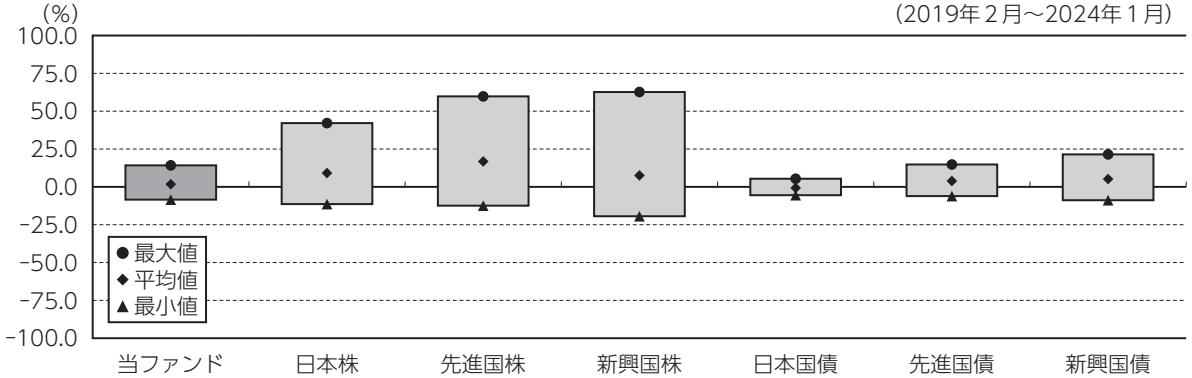 (%)
(2019年2月~2024年1月)
100.0
75.0
50.0
25.0
0.0
-25.0
-50.0
-75.0
-100.0
最大値
平均値
最小値
当ファンド 日本株 先進国株 新興国株 日本国債 先進国債 新興国債